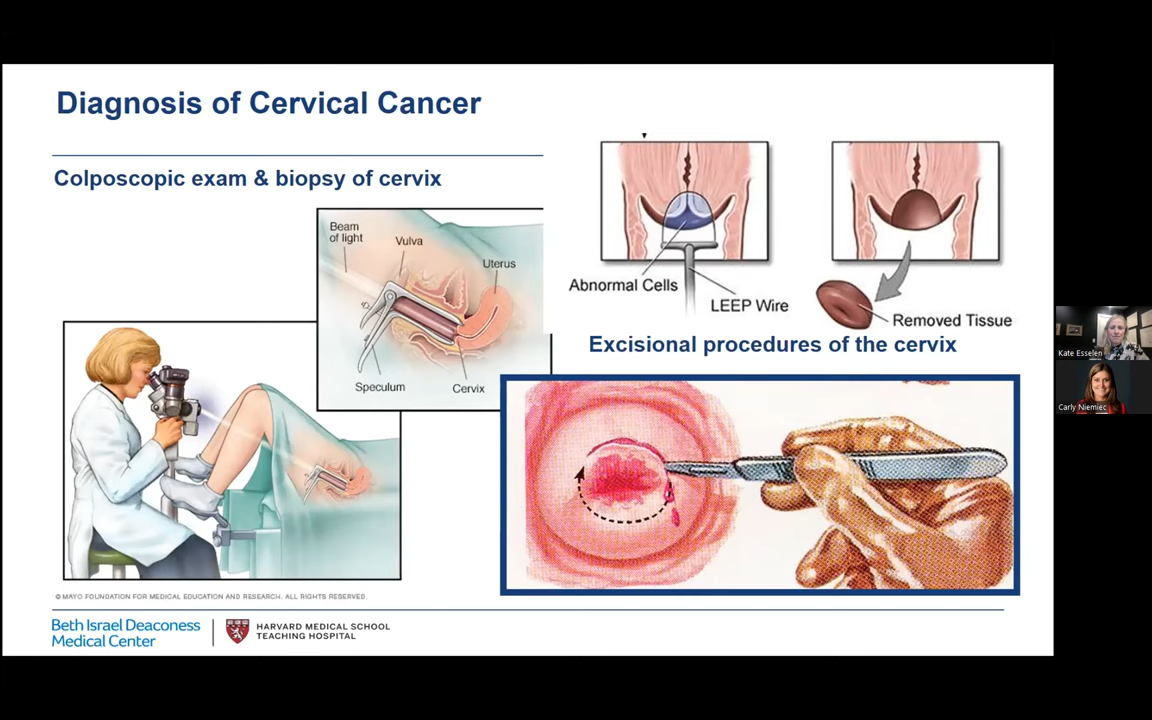 Diagnosis of Cervical Cancer
Colposcopic exam & biopsy of cervix
Beam
of light
Vulva
Uterus
Speculum
Cervix
Abnormal Cells
LEEP Wire
Removed Tissue
Excisional procedures of the cervix
© MAYO FOUNDATION FOR MEDICAL EDUCATION AND RESEARCH. ALL RIGHTS RESERVED.
Beth Israel Deaconess
Medical Center
HARVARD MEDICAL SCHOOL
TEACHING HOSPITAL
Kate Esselen
Carly Niemiec